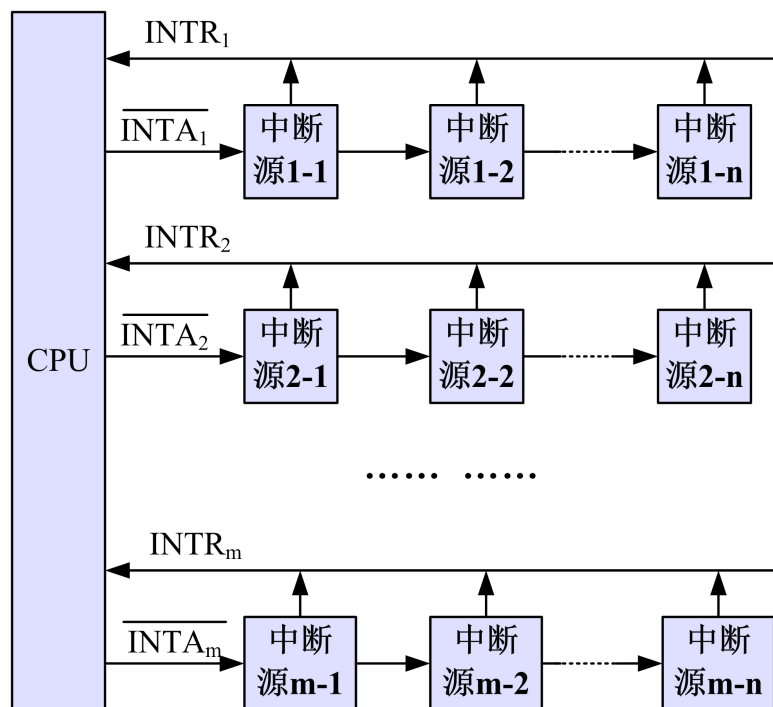 INTR₁
INTA₁
中断 中断 中断
源1-1 源1-2 源1-n
INTR₂
INTA₂
中断 中断 中断
CPU
源2-1 源2-2 源2-n
…… ……
INTRₘ
INTAₘ
中断 中断 中断
源m-1 源m-2 源m-n